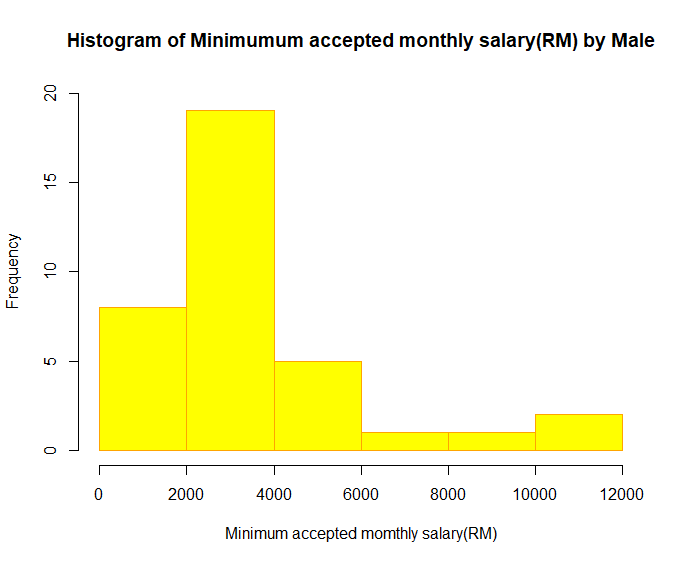 Histogram of Minimumum accepted monthly salary(RM) by Male
20
15
10
5
0
Frequency
0 2000 4000 6000 8000 10000 12000
Minimum accepted momthly salary(RM)